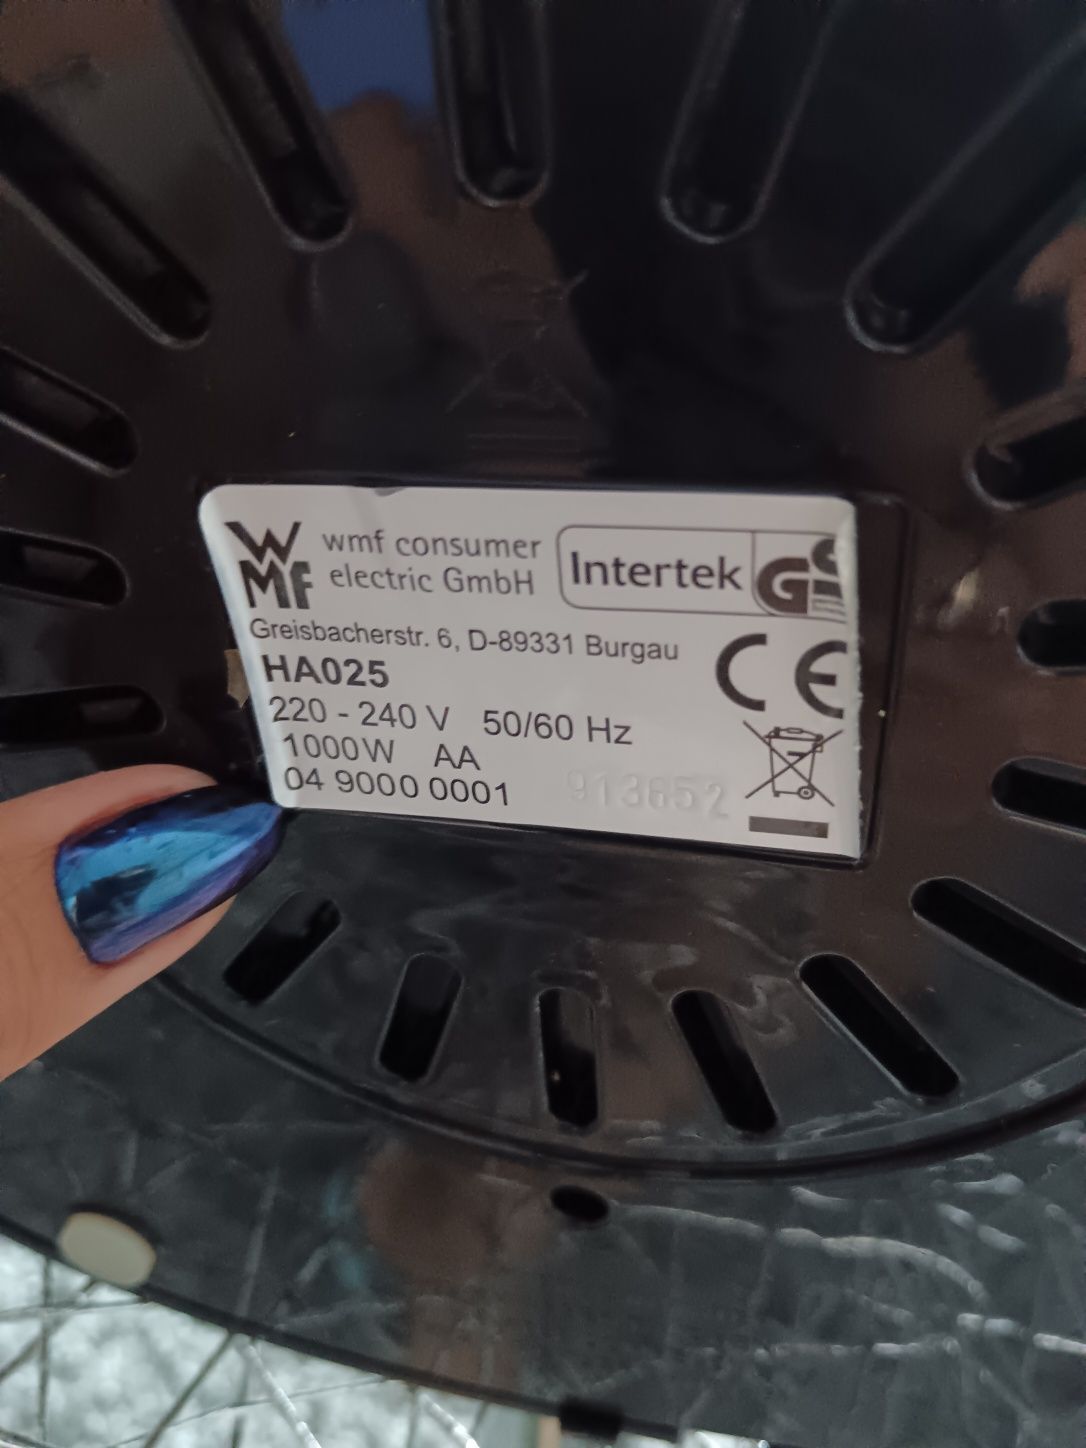 WMF
wmf consumer
electric GmbH
Intertek
GS
Greisbacherstr. 6, D-89331 Burgau
CE
HA025
220 - 240 V 50/60 Hz
1000W AA
04 9000 0001
913652